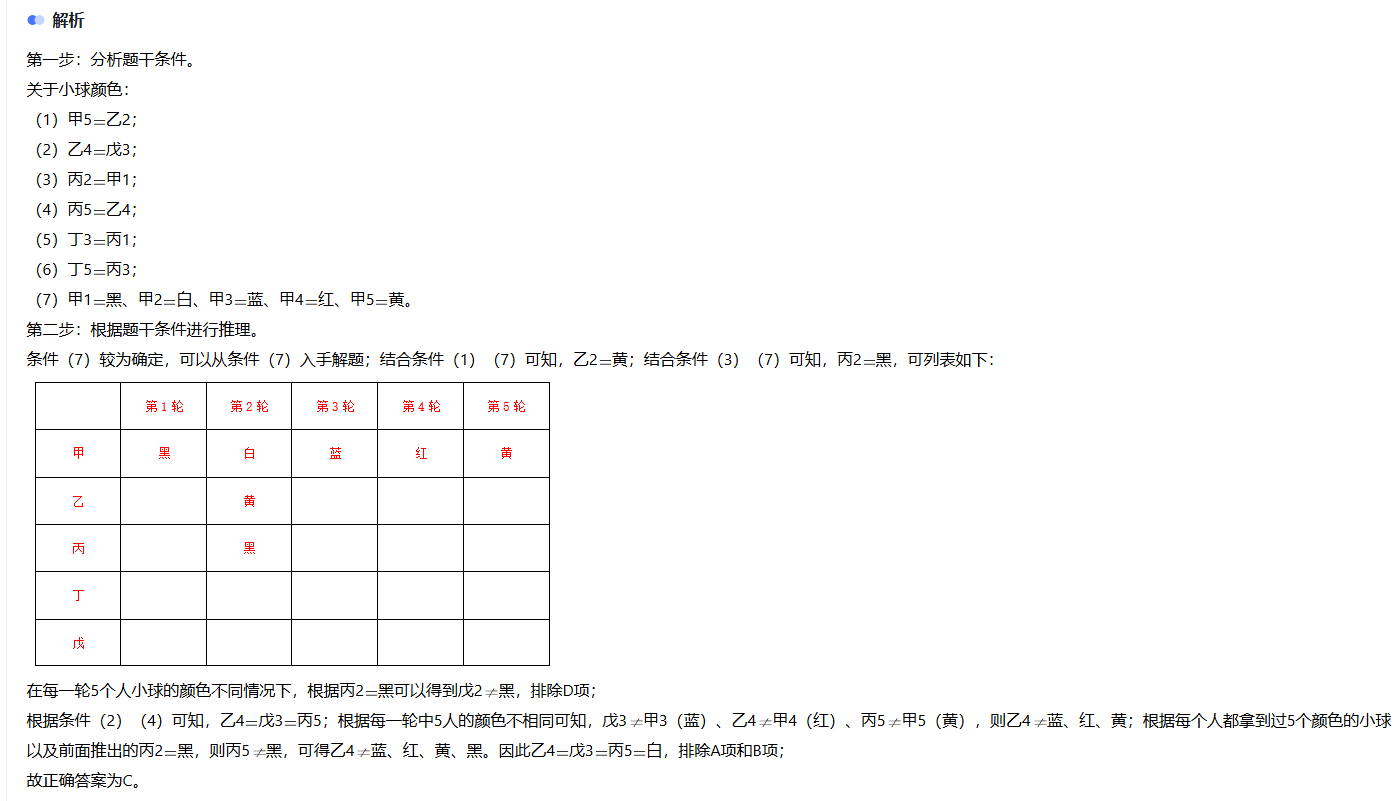 解析
第一步：分析题干条件。
关于小球颜色：
（1）甲5=乙2；
（2）乙4=戊3；
（3）丙2=甲1；
（4）丙5=乙4；
（5）丁3=丙1；
（6）丁5=丙3；
（7）甲1=黑、甲2=白、甲3=蓝、甲4=红、甲5=黄。
第二步：根据题干条件进行推理。
条件（7）较为确定，可以从条件（7）入手解题；结合条件（1）（7）可知，乙2=黄；结合条件（3）（7）可知，丙2=黑，可列表如下：
第1轮 第2轮 第3轮 第4轮 第5轮
甲 黑 白 蓝 红 黄
乙 黄
丙 黑
丁
戊
在每一轮5个人小球的颜色不同情况下，根据丙2=黑可以得到戊2≠黑，排除D项；
根据条件（2）（4）可知，乙4=戊3=丙5；根据每一轮中5人的颜色不相同可知，戊3≠甲3（蓝）、乙4≠甲4（红）、丙5≠甲5（黄），则乙4≠蓝、红、黄；根据每个人都拿到过5个颜色的小球
以及前面推出的丙2=黑，则丙5≠黑，可得乙4≠蓝、红、黄、黑。因此乙4=戊3=丙5=白，排除A项和B项；
故正确答案为C。